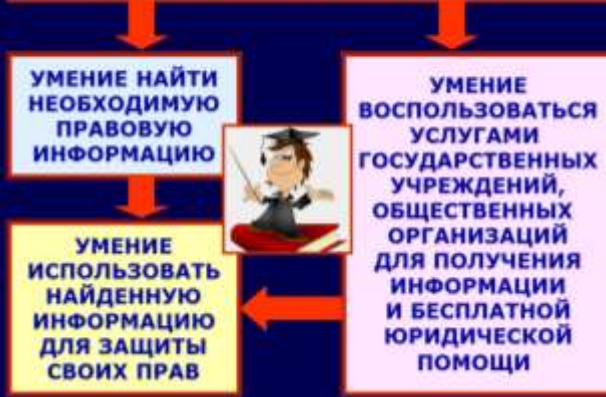 УМЕНИЕ НАЙТИ
НЕОБХОДИМУЮ
ПРАВОВУЮ
ИНФОРМАЦИЮ
УМЕНИЕ
ВОСПОЛЬЗОВАТЬСЯ
УСЛУГАМИ
ГОСУДАРСТВЕННЫХ
УЧРЕЖДЕНИЙ,
ОБЩЕСТВЕННЫХ
ОРГАНИЗАЦИЙ
ДЛЯ ПОЛУЧЕНИЯ
ИНФОРМАЦИИ
И БЕСПЛАТНОЙ
ЮРИДИЧЕСКОЙ
ПОМОЩИ
УМЕНИЕ
ИСПОЛЬЗОВАТЬ
НАЙДЕННУЮ
ИНФОРМАЦИЮ
ДЛЯ ЗАЩИТЫ
СВОИХ ПРАВ